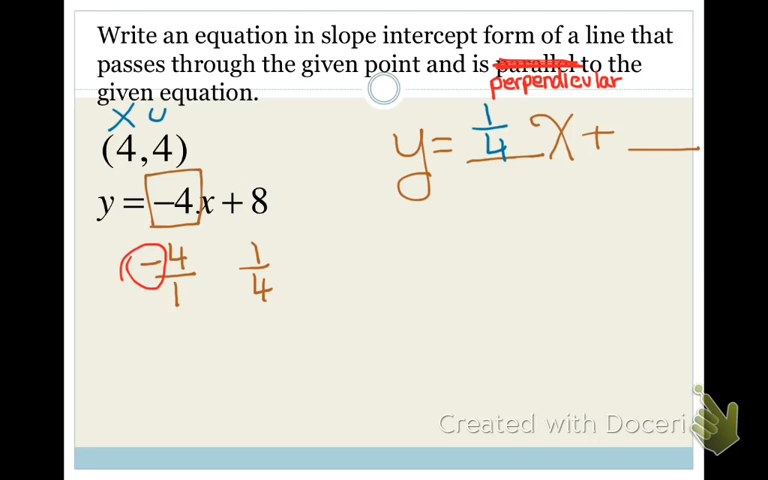 Write an equation in slope intercept form of a line that
passes through the given point and is parallel to the
perpendicular
given equation.
X
(4,4)
y = 1/4 x + ___
y = -4x + 8
-4/1 1/4
Created with Doceri